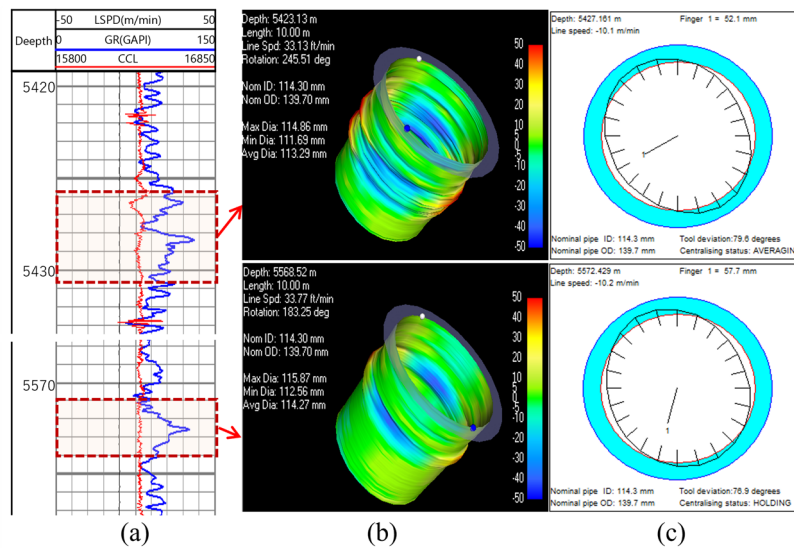 -50 LSPD(m/min) 50
Deepth 0 GR(GAPI) 150
15800 CCL 16850
5420
5430
5570
(a)
Depth: 5423.13 m
Length: 10.00 m
Line Spd: 33.13 ft/min
Rotation: 245.51 deg
Nom ID: 114.30 mm
Nom OD: 139.70 mm
Max Dia: 114.86 mm
Min Dia: 111.69 mm
Avg Dia: 113.29 mm
50
40
30
20
10
5
0
-5
-10
-20
-30
-40
-50
Depth: 5568.52 m
Length: 10.00 m
Line Spd: 33.77 ft/min
Rotation: 183.25 deg
Nom ID: 114.30 mm
Nom OD: 139.70 mm
Max Dia: 115.87 mm
Min Dia: 112.56 mm
Avg Dia: 114.27 mm
50
40
30
20
10
5
0
-5
-10
-20
-30
-40
-50
(b)
Depth: 5427.161 m Finger 1 = 52.1 mm
Line speed: -10.1 m/min
1
Nominal pipe ID: 114.3 mm Tool deviation:79.6 degrees
Nominal pipe OD: 139.7 mm Centralising status: AVERAGIN
Depth: 5572.429 m Finger 1 = 57.7 mm
Line speed: -10.2 m/min
1
Nominal pipe ID: 114.3 mm Tool deviation:76.9 degrees
Nominal pipe OD: 139.7 mm Centralising status: HOLDING
(c)